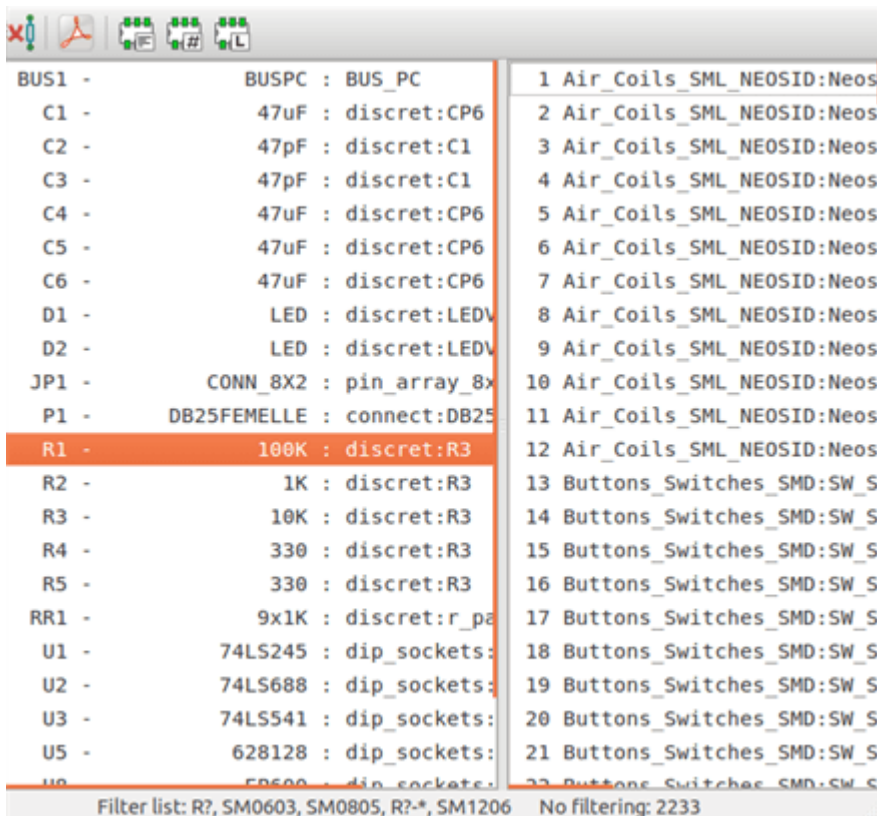 BUS1 - BUSPC : BUS_PC
C1 - 47uF : discret:CP6
C2 - 47pF : discret:C1
C3 - 47pF : discret:C1
C4 - 47uF : discret:CP6
C5 - 47uF : discret:CP6
C6 - 47uF : discret:CP6
D1 - LED : discret:LEDV
D2 - LED : discret:LEDV
JP1 - CONN_8X2 : pin_array_8x
P1 - DB25FEMELLE : connect:DB25
R1 - 100K : discret:R3
R2 - 1K : discret:R3
R3 - 10K : discret:R3
R4 - 330 : discret:R3
R5 - 330 : discret:R3
RR1 - 9x1K : discret:r_pa
U1 - 74LS245 : dip_sockets:
U2 - 74LS688 : dip_sockets:
U3 - 74LS541 : dip_sockets:
U5 - 628128 : dip_sockets:
1 Air_Coils_SML_NEOSID:Neos
2 Air_Coils_SML_NEOSID:Neos
3 Air_Coils_SML_NEOSID:Neos
4 Air_Coils_SML_NEOSID:Neos
5 Air_Coils_SML_NEOSID:Neos
6 Air_Coils_SML_NEOSID:Neos
7 Air_Coils_SML_NEOSID:Neos
8 Air_Coils_SML_NEOSID:Neos
9 Air_Coils_SML_NEOSID:Neos
10 Air_Coils_SML_NEOSID:Neos
11 Air_Coils_SML_NEOSID:Neos
12 Air_Coils_SML_NEOSID:Neos
13 Buttons_Switches_SMD:SW_S
14 Buttons_Switches_SMD:SW_S
15 Buttons_Switches_SMD:SW_S
16 Buttons_Switches_SMD:SW_S
17 Buttons_Switches_SMD:SW_S
18 Buttons_Switches_SMD:SW_S
19 Buttons_Switches_SMD:SW_S
20 Buttons_Switches_SMD:SW_S
21 Buttons_Switches_SMD:SW_S
22 Buttons_Switches_SMD:SW_S
Filter list: R?, SM0603, SM0805, R?-*, SM1206 No filtering: 2233